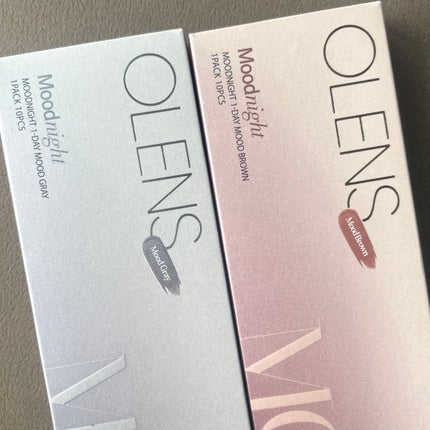 OLENS
Moodnight
MOODNIGHT 1-DAY MOOD GRAY
1PACK 10PCS
Mood Gray
M
OLENS
Moodnight
MOODNIGHT 1-DAY MOOD BROWN
1PACK 10PCS
Mood Brown
MO